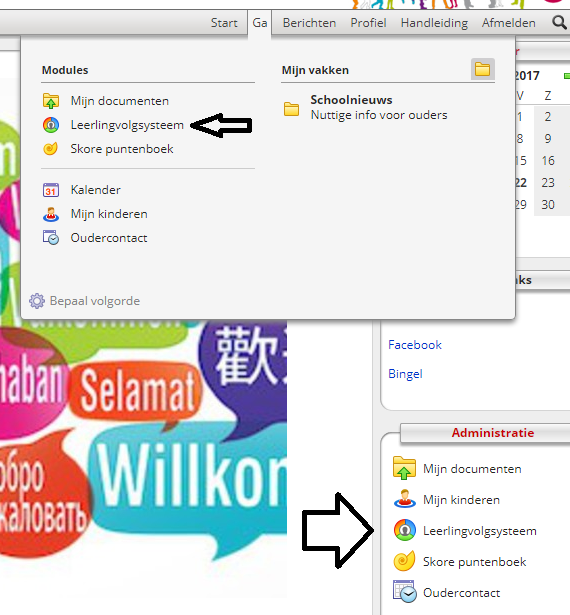 Start Ga Berichten Profiel Handleiding Afmelden
Modules
Mijn documenten
Leerlingvolgsysteem
Skore puntenboek
Kalender
Mijn kinderen
Oudercontact
Bepaal volgorde
Mijn vakken
Schoolnieuws
Nuttige info voor ouders
2017
V Z
1 2
8 9
15 16
22 23
29 30
Facebook
Bingel
Administratie
Mijn documenten
Mijn kinderen
Leerlingvolgsysteem
Skore puntenboek
Oudercontact
haban
Selamat
歡
Willkon
обро
жаловать